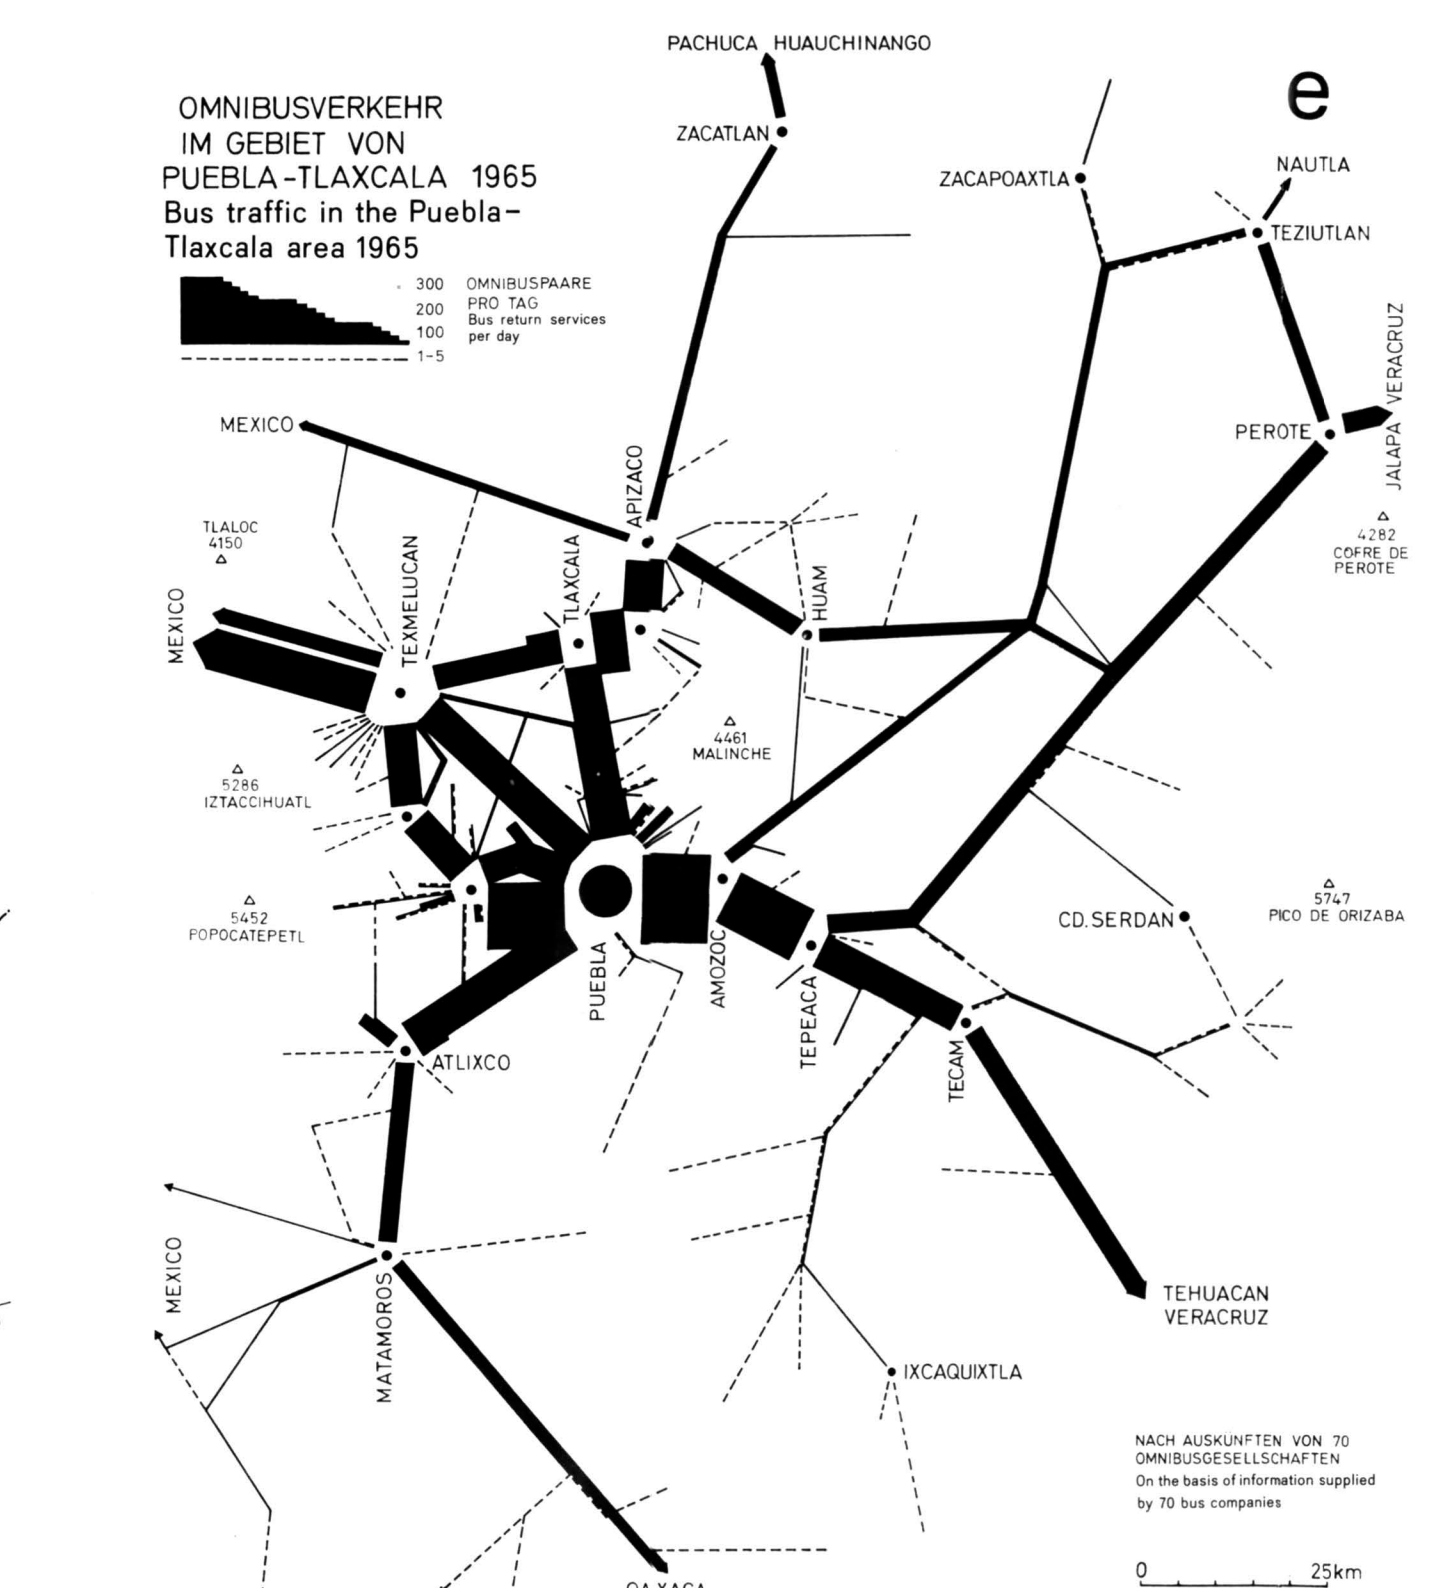 PACHUCA HUAUCHINANGO
e
OMNIBUSVERKEHR
IM GEBIET VON
PUEBLA-TLAXCALA 1965
Bus traffic in the Puebla-
Tlaxcala area 1965
300
200
100
1-5
OMNIBUSPAARE
PRO TAG
Bus return services
per day
ZACATLAN
ZACAPOAXTLA
NAUTLA
TEZIUTLAN
MEXICO
APIZACO
PEROTE
JALAPA VERACRUZ
TLALOC
4150
4282
COFRE DE
PEROTE
MEXICO
TEXMELUCAN
TLAXCALA
HUAM
4461
MALINCHE
5286
IZTACCIHUATL
5452
POPOCATEPETL
CD.SERDAN
5747
PICO DE ORIZABA
PUEBLA
AMOZOC
TEPEACA
TECAM
ATLIXCO
MEXICO
MATAMOROS
TEHUACAN
VERACRUZ
IXCAQUIXTLA
NACH AUSKÜNFTEN VON 70
OMNIBUSGESELLSCHAFTEN
On the basis of information supplied
by 70 bus companies
0 25km